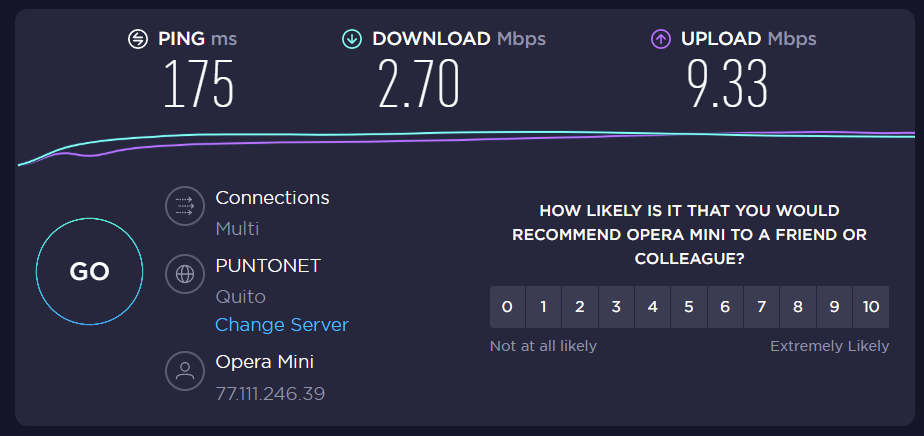 PING ms
175
DOWNLOAD Mbps
2.70
UPLOAD Mbps
9.33
GO
Connections
Multi
PUNTONET
Quito
Change Server
Opera Mini
77.111.246.39
HOW LIKELY IS IT THAT YOU WOULD
RECOMMEND OPERA MINI TO A FRIEND OR
COLLEAGUE?
0 1 2 3 4 5 6 7 8 9 10
Not at all likely Extremely Likely